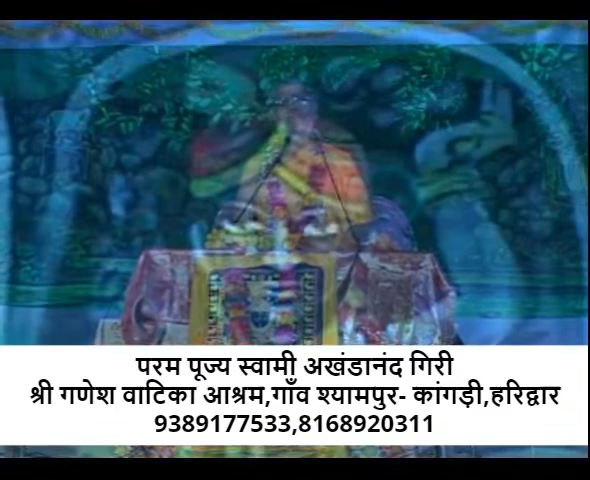 परम पूज्य स्वामी अखंडानंद गिरी
श्री गणेश वाटिका आश्रम,गाँव श्यामपुर- कांगड़ी,हरिद्वार
9389177533,8168920311